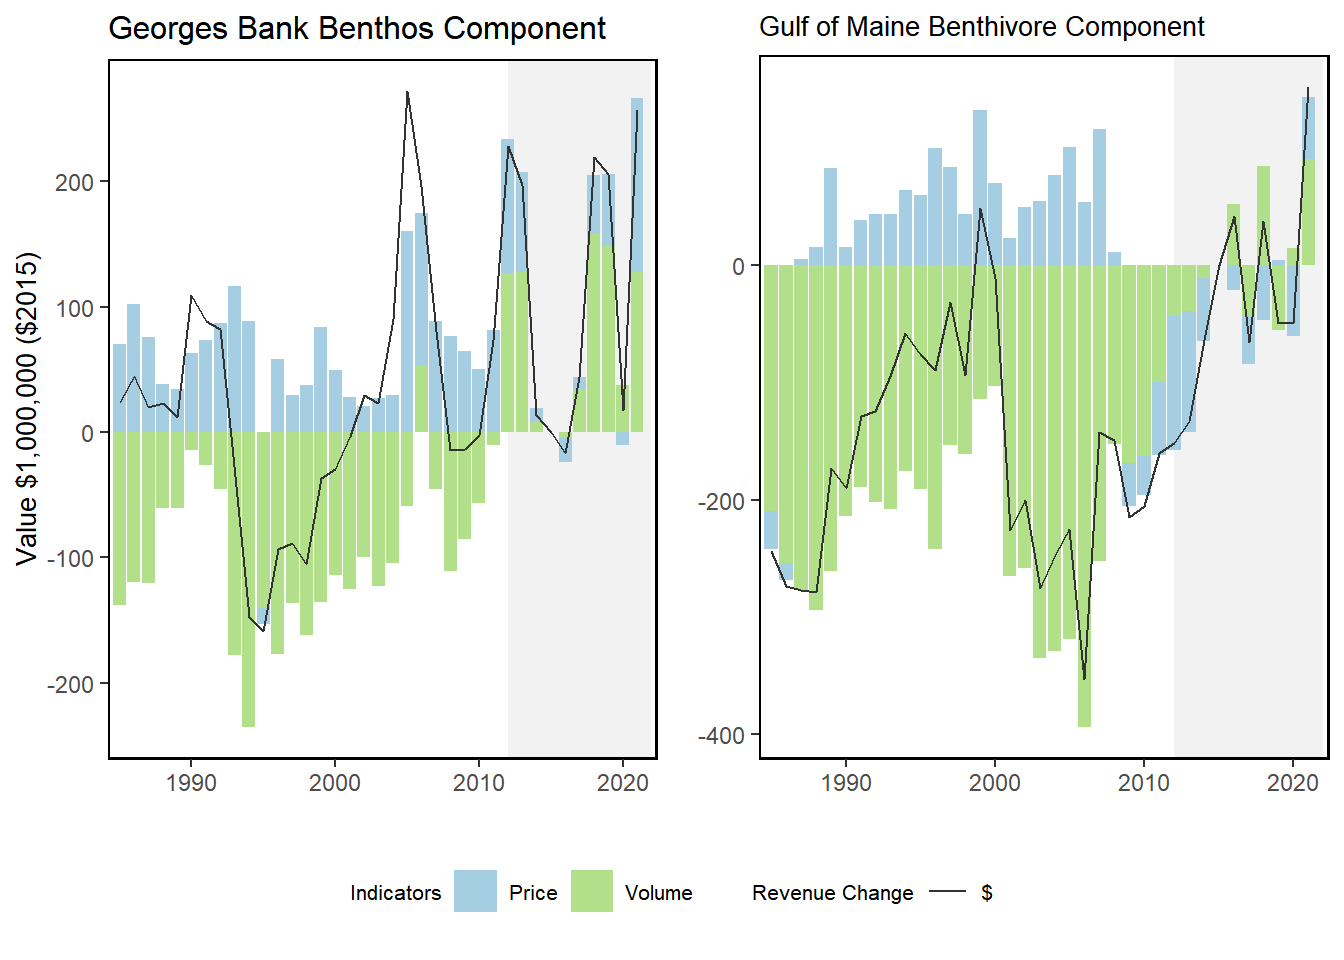 Georges Bank Benthos Component
Gulf of Maine Benthivore Component
Value $1,000,000 ($2015)
200
100
0
-100
-200
1990 2000 2010 2020
0
-200
-400
1990 2000 2010 2020
Indicators Price Volume Revenue Change $